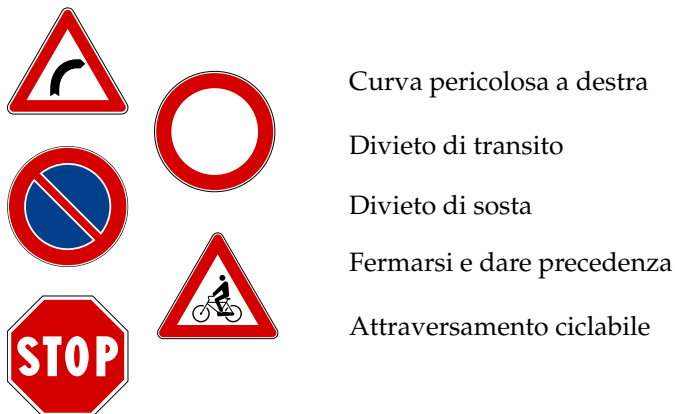 Curva pericolosa a destra
Divieto di transito
Divieto di sosta
Fermarsi e dare precedenza
Attraversamento ciclabile
STOP